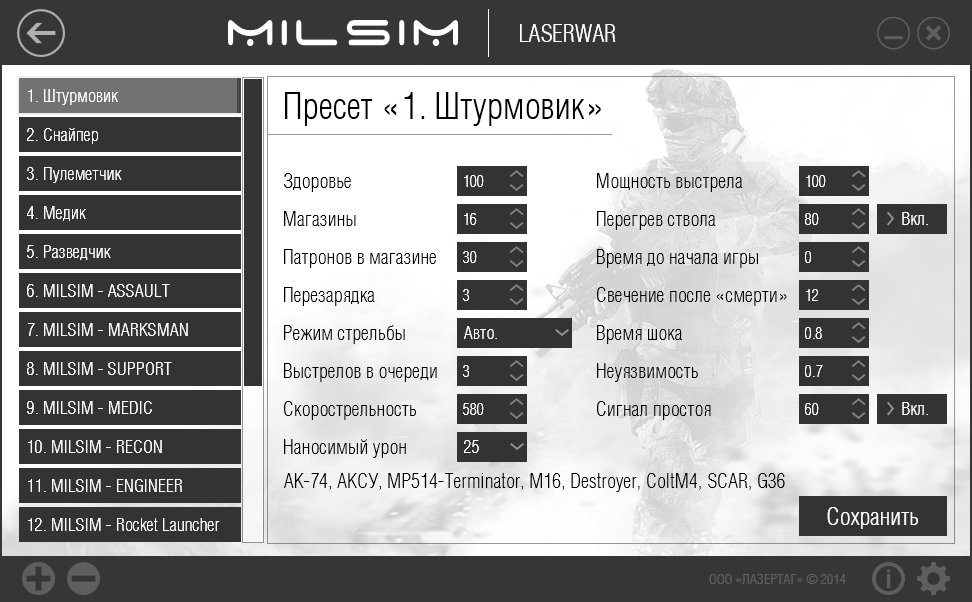 MILSIM LASERWAR
1. Штурмовик
2. Снайпер
3. Пулеметчик
4. Медик
5. Разведчик
6. MILSIM - ASSAULT
7. MILSIM - MARKSMAN
8. MILSIM - SUPPORT
9. MILSIM - MEDIC
10. MILSIM - RECON
11. MILSIM - ENGINEER
12. MILSIM - Rocket Launcher
Пресет «1. Штурмовик»
Здоровье 100
Магазины 16
Патронов в магазине 30
Перезарядка 3
Режим стрельбы Авто.
Выстрелов в очереди 3
Скорострельность 580
Наносимый урон 25
Мощность выстрела 100
Перегрев ствола 80 Вкл.
Время до начала игры 0
Свечение после «смерти» 12
Время шока 0.8
Неуязвимость 0.7
Сигнал простоя 60 Вкл.
АК-74, АКСУ, MP514-Terminator, M16, Destroyer, ColtM4, SCAR, G36
Сохранить
ООО «ЛАЗЕРТАГ» © 2014